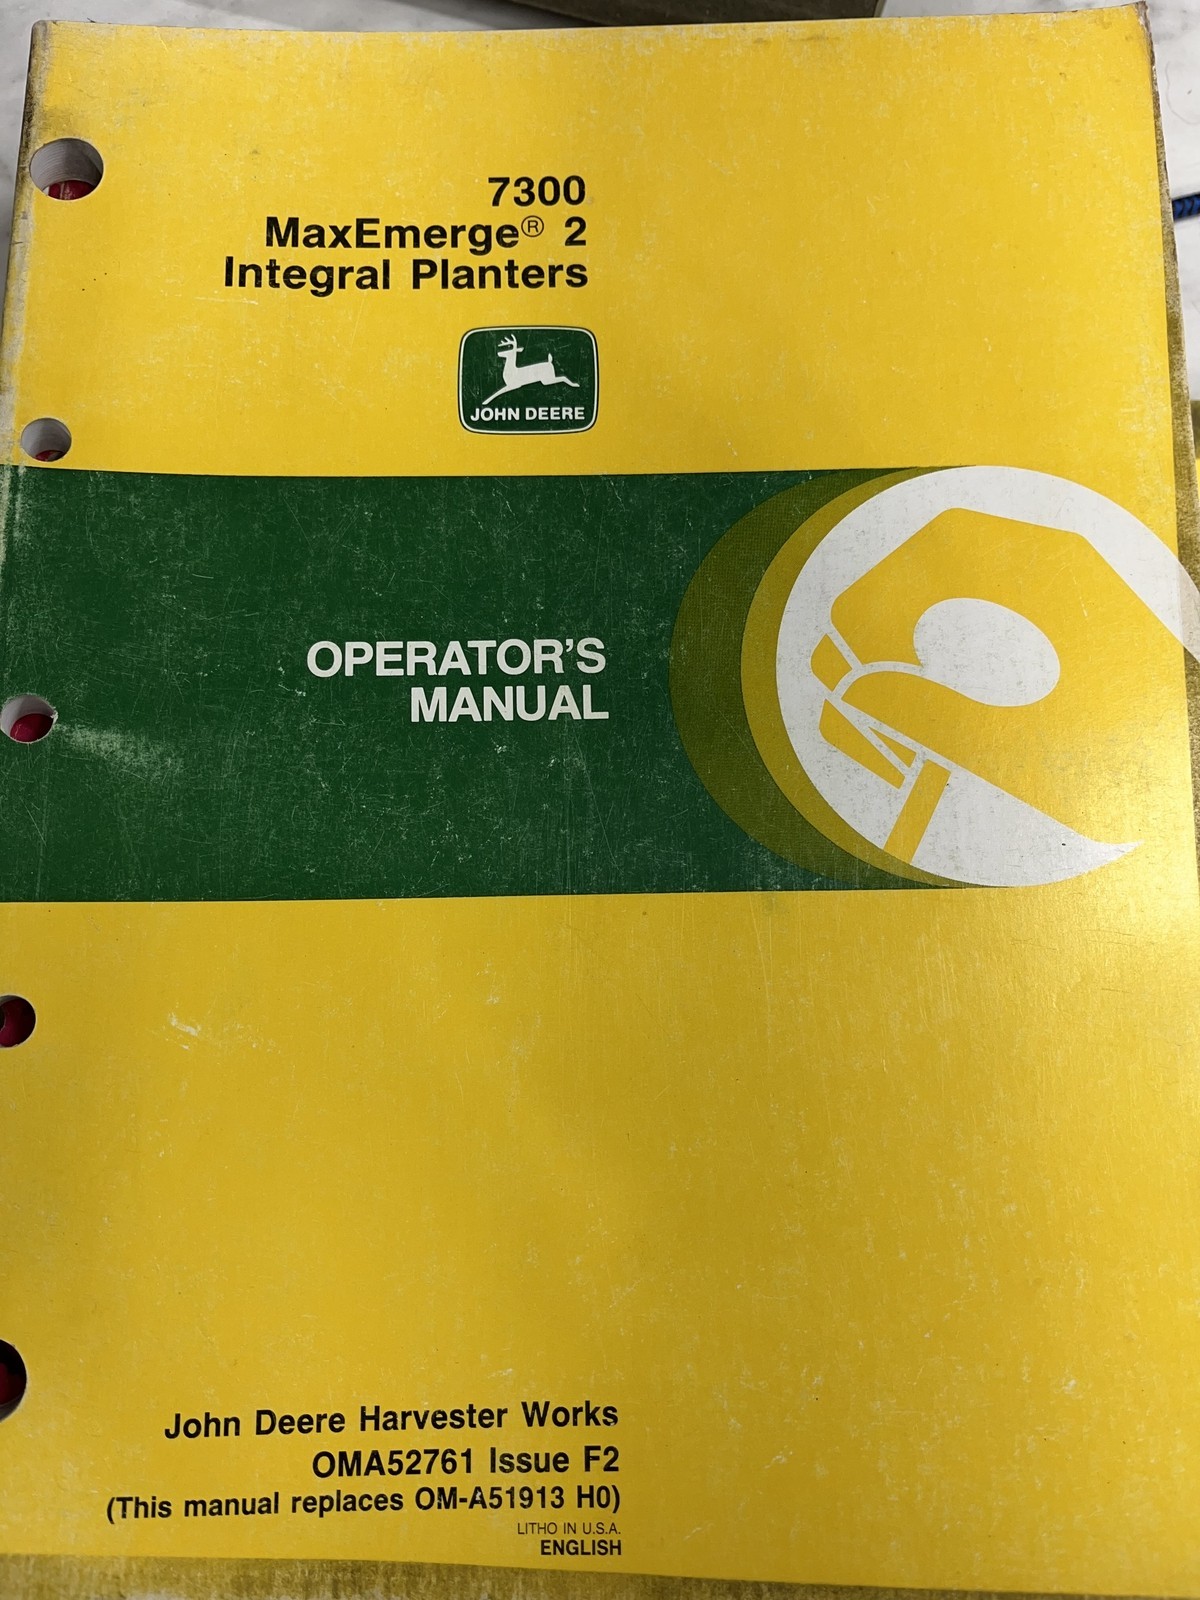 7300
MaxEmerge® 2
Integral Planters
JOHN DEERE
OPERATOR'S
MANUAL
John Deere Harvester Works
OMA52761 Issue F2
(This manual replaces OM-A51913 H0)
LITHO IN U.S.A.
ENGLISH